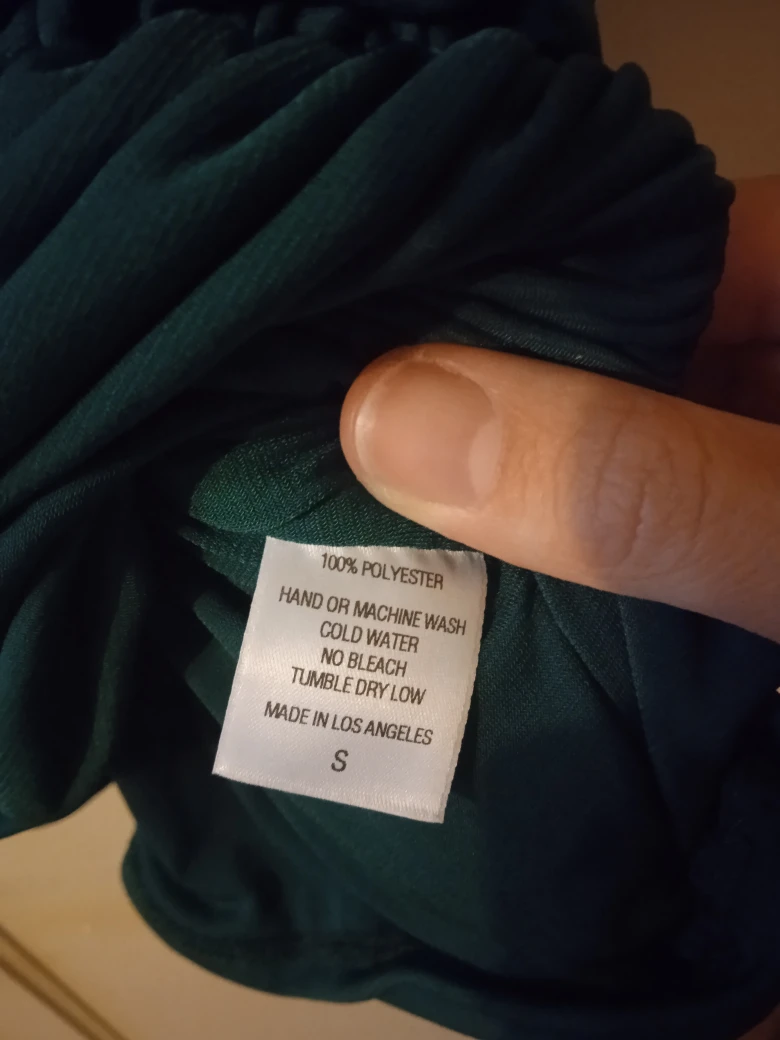 100% POLYESTER
HAND OR MACHINE WASH
COLD WATER
NO BLEACH
TUMBLE DRY LOW
MADE IN LOS ANGELES
S